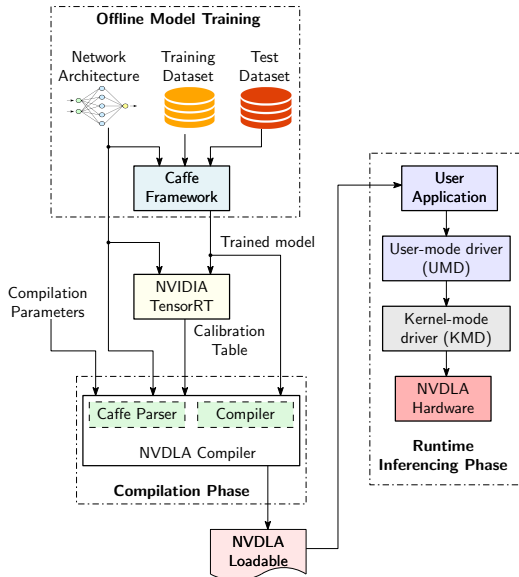 Offline Model Training
Network
Architecture
Training
Dataset
Test
Dataset
Caffe
Framework
Trained model
NVIDIA
TensorRT
Compilation
Parameters
Calibration
Table
Caffe Parser
Compiler
NVDLA Compiler
Compilation Phase
NVDLA
Loadable
User
Application
User-mode driver
(UMD)
Kernel-mode
driver (KMD)
NVDLA
Hardware
Runtime
Inferencing Phase